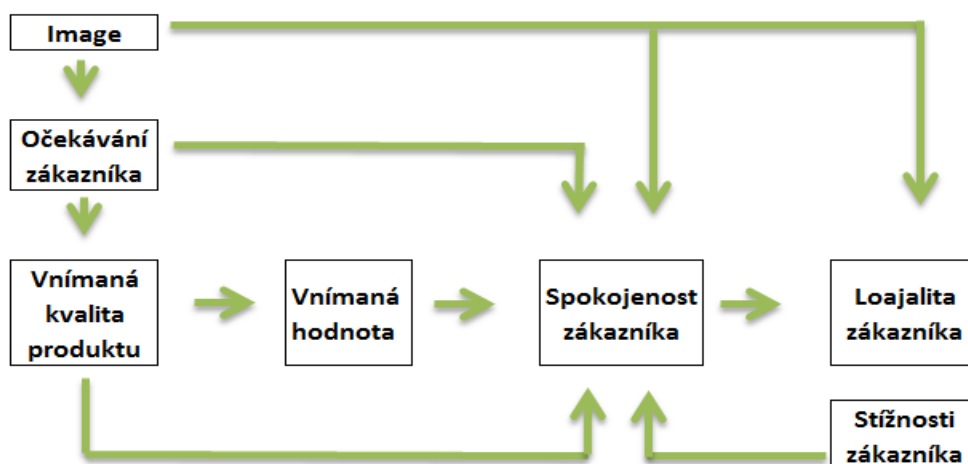 Image
Očekávání
zákazníka
Vnímaná
kvalita
produktu
Vnímaná
hodnota
Spokojenost
zákazníka
Loajalita
zákazníka
Stížnosti
zákazníka